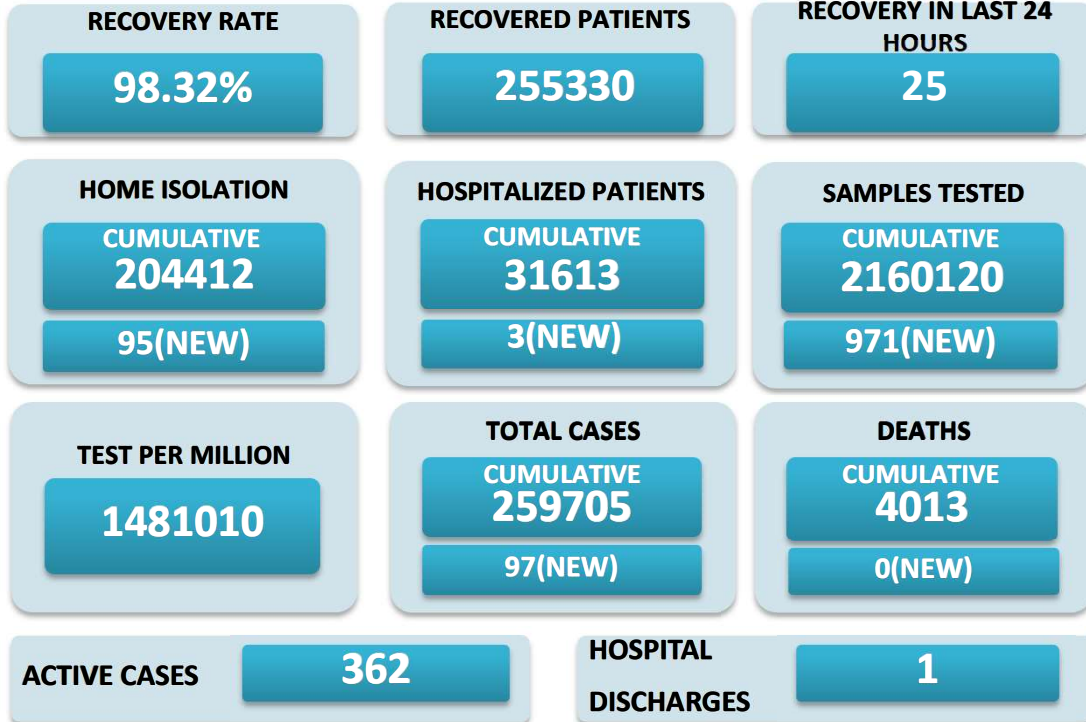 RECOVERY RATE
98.32%
RECOVERED PATIENTS
255330
RECOVERY IN LAST 24
HOURS
25
HOME ISOLATION
CUMULATIVE
204412
95(NEW)
HOSPITALIZED PATIENTS
CUMULATIVE
31613
3(NEW)
SAMPLES TESTED
CUMULATIVE
2160120
971(NEW)
TEST PER MILLION
1481010
TOTAL CASES
CUMULATIVE
259705
97(NEW)
DEATHS
CUMULATIVE
4013
0(NEW)
ACTIVE CASES
362
HOSPITAL
DISCHARGES
1